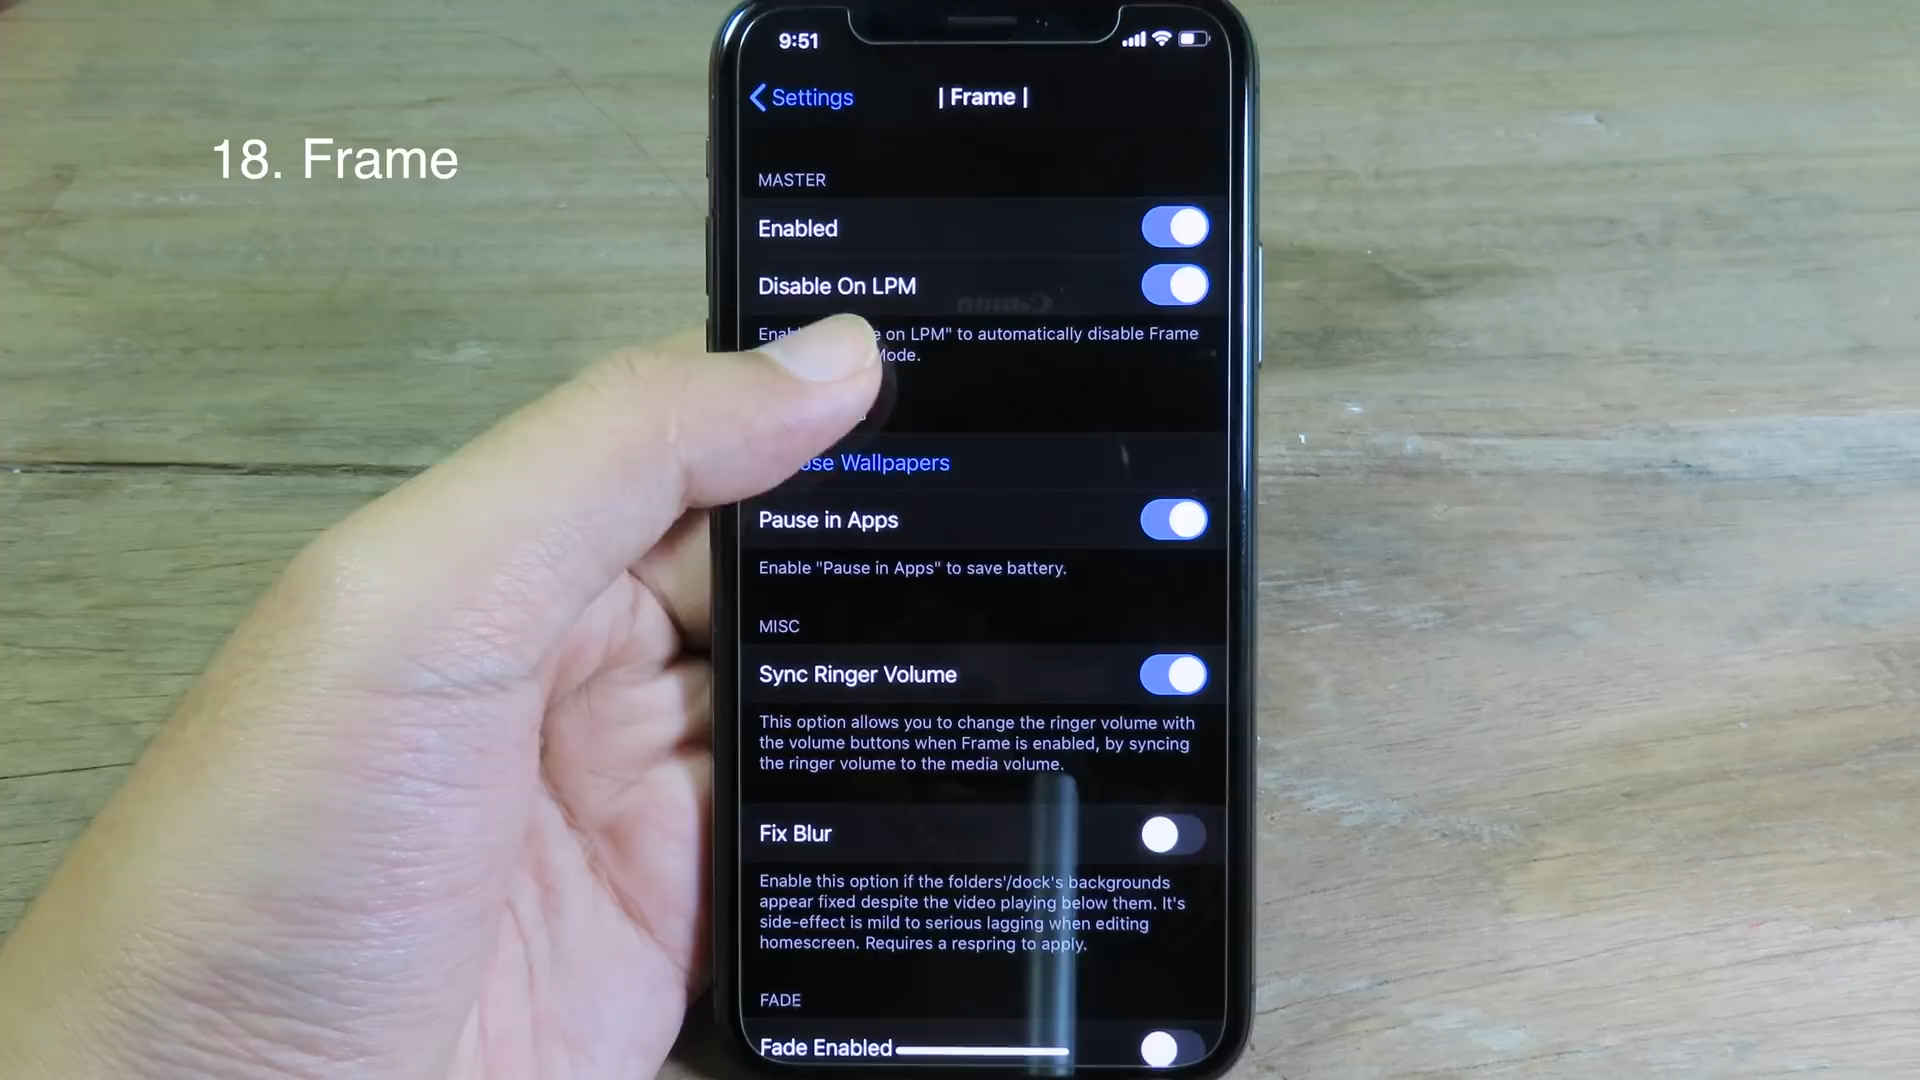 9:51
Settings
| Frame |
18. Frame
MASTER
Enabled
Disable On LPM
on LPM" to automatically disable Frame
Wallpapers
Pause in Apps
Enable "Pause in Apps" to save battery.
MISC
Sync Ringer Volume
This option allows you to change the ringer volume with
the volume buttons when Frame is enabled, by syncing
the ringer volume to the media volume.
Fix Blur
Enable this option if the folders'/dock's backgrounds
appear fixed despite the video playing below them. It's
side-effect is mild to serious lagging when editing
homescreen. Requires a respring to apply.
FADE
Fade Enabled